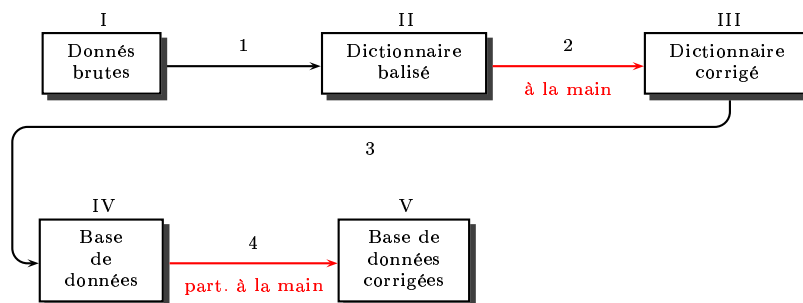 I
II
III
Donnés
brutes
1
Dictionnaire
balisé
2
à la main
Dictionnaire
corrigé
3
IV
V
Base
de
données
4
part. à la main
Base de
données
corrigées